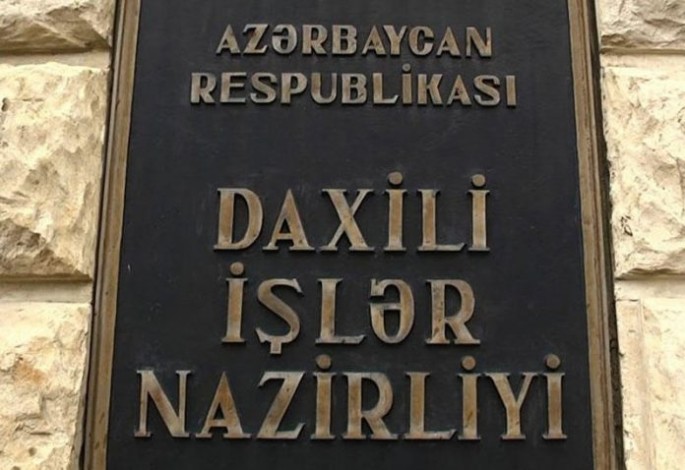 AZƏRBAYCAN
RESPUBLİKASI
DAXİLİ
İŞLƏR
NAZİRLİYİ